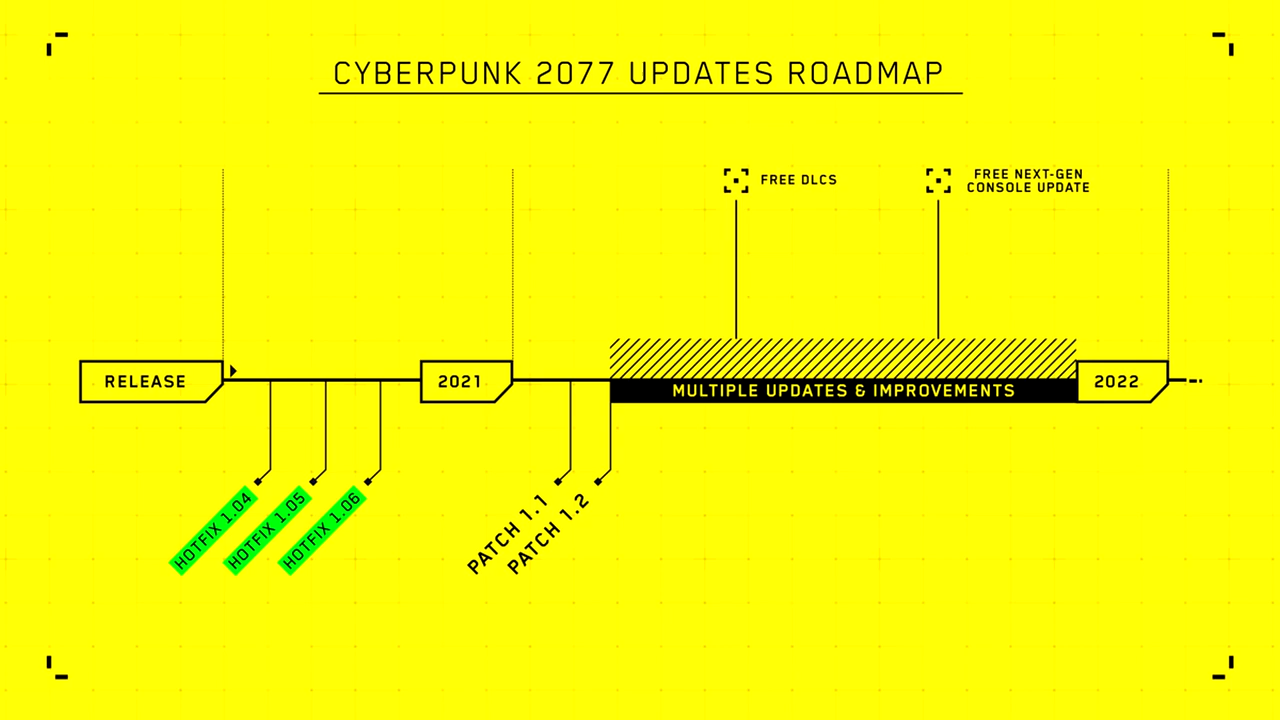 CYBERPUNK 2077 UPDATES ROADMAP
FREE DLCS
FREE NEXT-GEN
CONSOLE UPDATE
RELEASE
2021
MULTIPLE UPDATES & IMPROVEMENTS
2022
HOTFIX 1.04
HOTFIX 1.05
HOTFIX 1.06
PATCH 1.1
PATCH 1.2